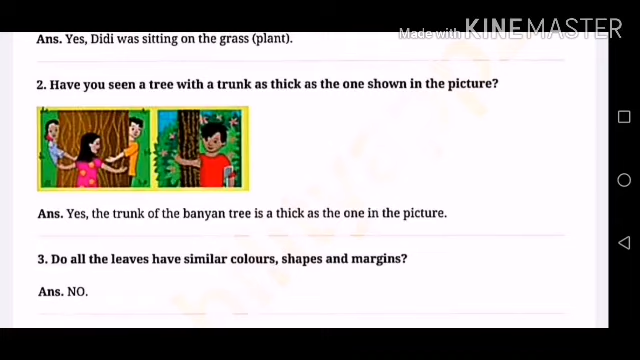 Made with KINEMASTER
Ans. Yes, Didi was sitting on the grass (plant).
2. Have you seen a tree with a trunk as thick as the one shown in the picture?
Ans. Yes, the trunk of the banyan tree is a thick as the one in the picture.
3. Do all the leaves have similar colours, shapes and margins?
Ans. NO.